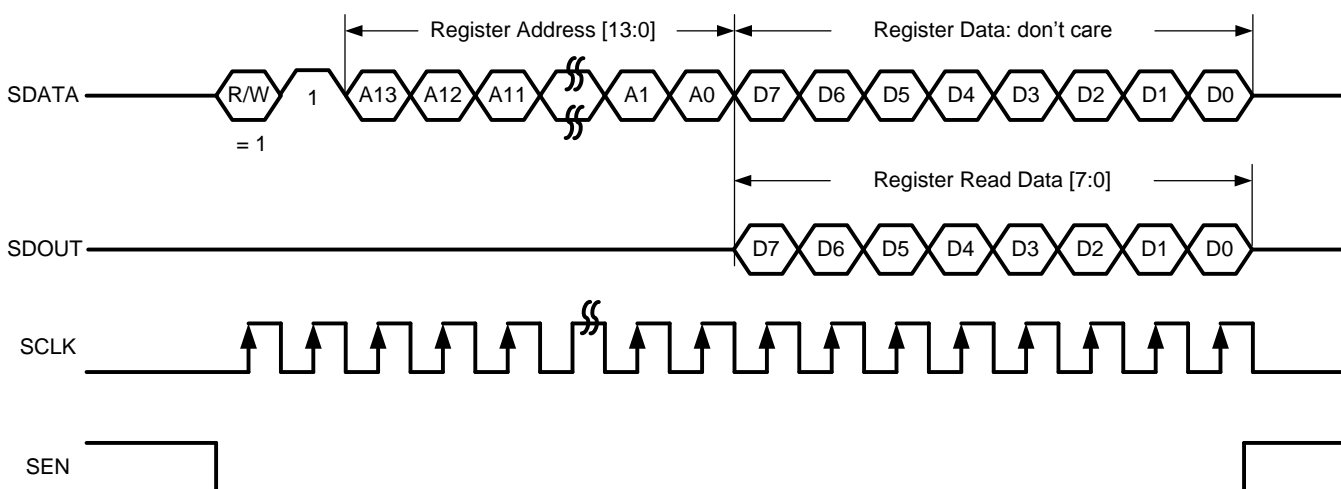 Register Address [13:0] Register Data: don't care
SDATA R/W 1 A13 A12 A11 A1 A0 D7 D6 D5 D4 D3 D2 D1 D0
= 1
Register Read Data [7:0]
SDOUT D7 D6 D5 D4 D3 D2 D1 D0
SCLK
SEN